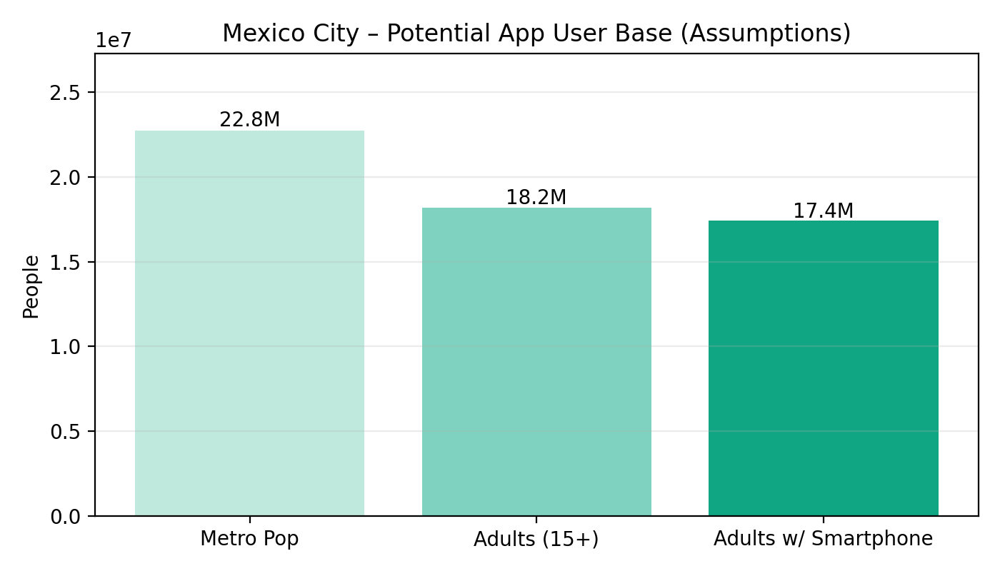 Mexico City – Potential App User Base (Assumptions)
1e7
2.5
2.0
1.5
1.0
0.5
0.0
People
22.8M
18.2M
17.4M
Metro Pop
Adults (15+)
Adults w/ Smartphone